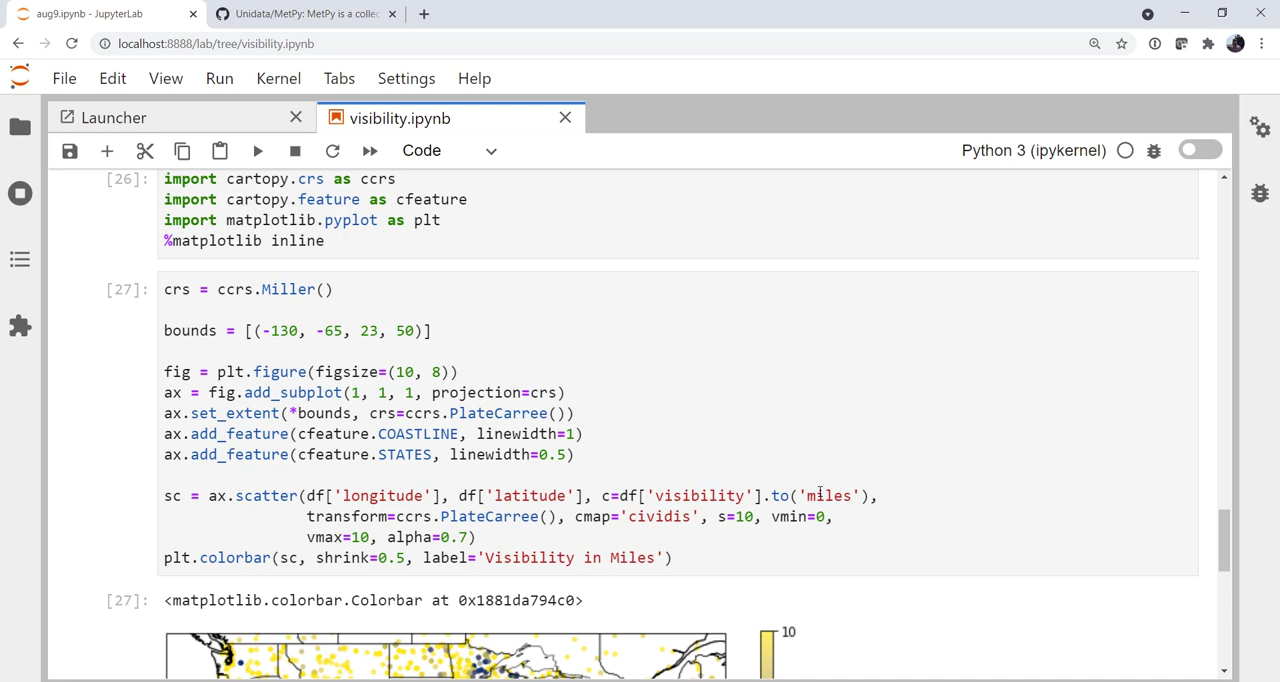 aug9.ipynb - JupyterLab
Unidata/MetPy: MetPy is a collec
localhost:8888/lab/tree/visibility.ipynb
File Edit View Run Kernel Tabs Settings Help
Launcher
visibility.ipynb
Code
Python 3 (ipykernel)
[26]: import cartopy.crs as ccrs
import cartopy.feature as cfeature
import matplotlib.pyplot as plt
%matplotlib inline
[27]: crs = ccrs.Miller()
bounds = [(-130, -65, 23, 50)]
fig = plt.figure(figsize=(10, 8))
ax = fig.add_subplot(1, 1, 1, projection=crs)
ax.set_extent(*bounds, crs=ccrs.PlateCarree())
ax.add_feature(cfeature.COASTLINE, linewidth=1)
ax.add_feature(cfeature.STATES, linewidth=0.5)
sc = ax.scatter(df['longitude'], df['latitude'], c=df['visibility'].to('miles'),
transform=ccrs.PlateCarree(), cmap='cividis', s=10, vmin=0,
vmax=10, alpha=0.7)
plt.colorbar(sc, shrink=0.5, label='Visibility in Miles')
[27]: <matplotlib.colorbar.Colorbar at 0x1881da794c0>
10